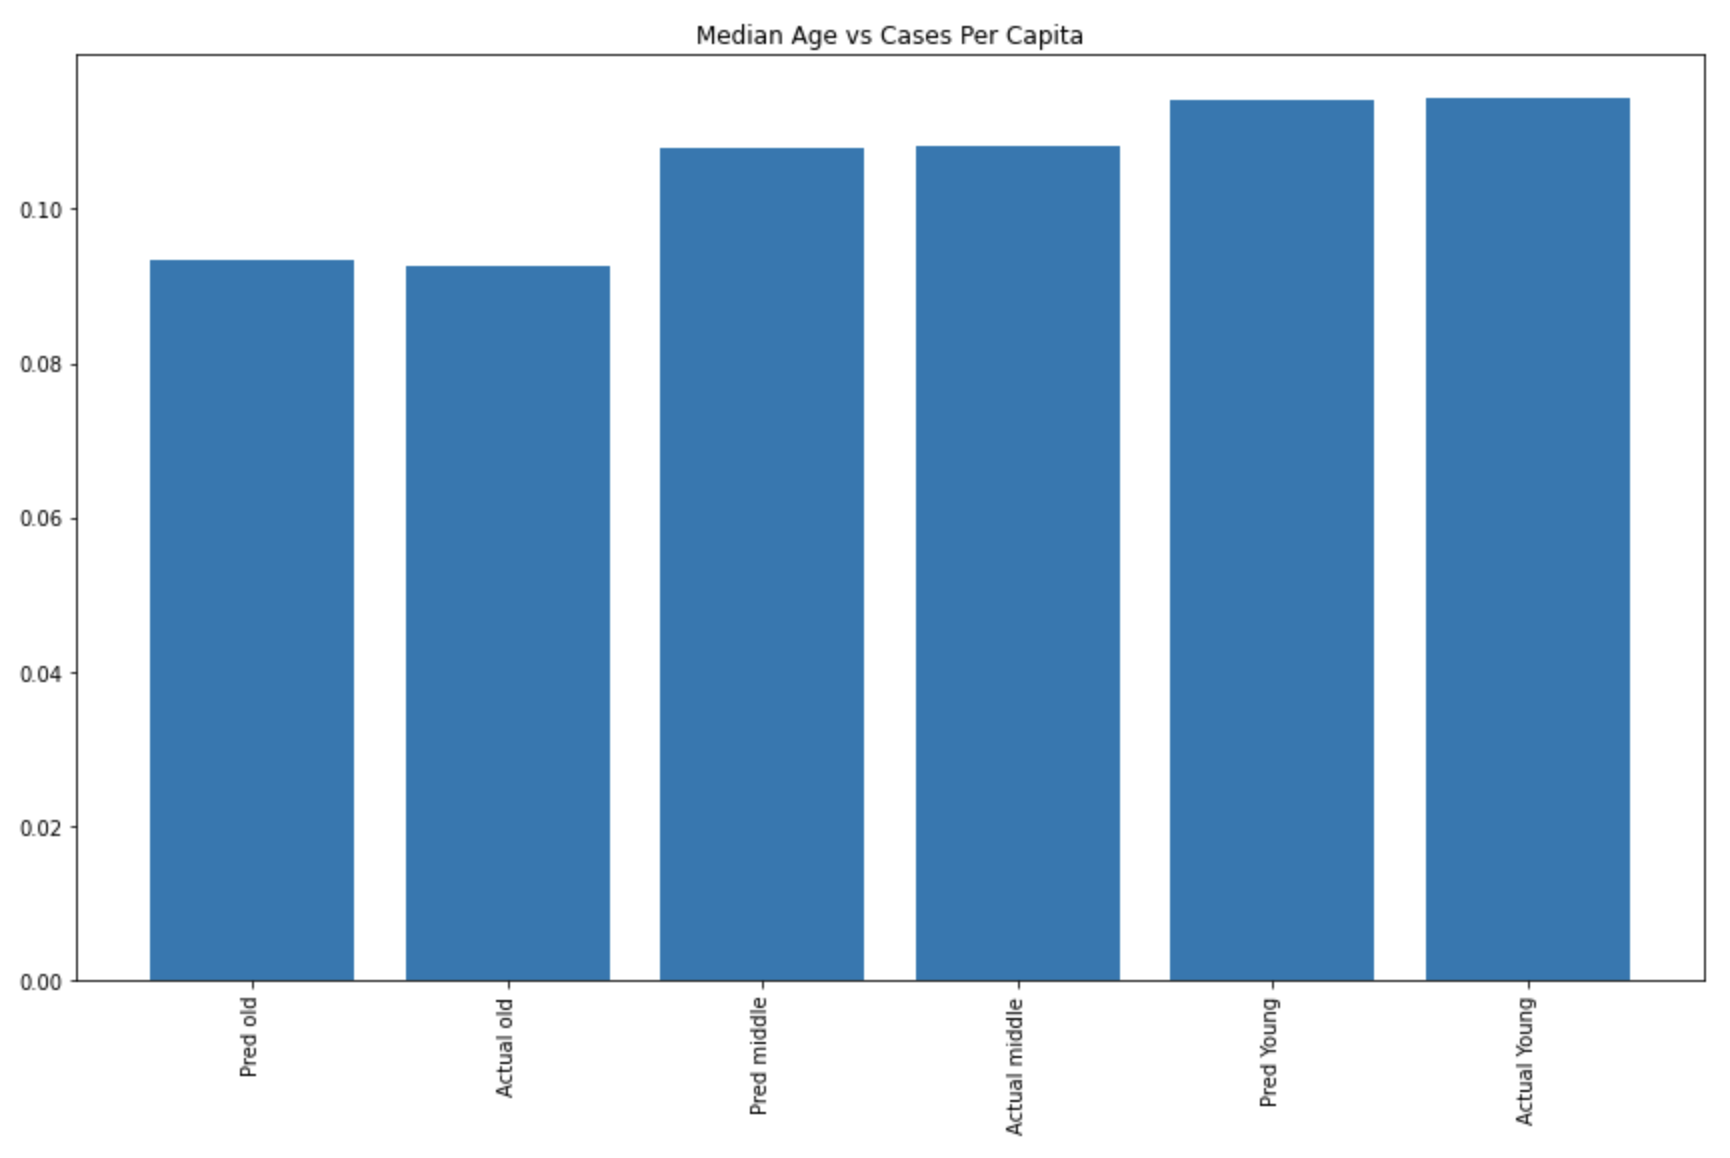 Median Age vs Cases Per Capita
0.10
0.08
0.06
0.04
0.02
0.00
Pred old
Actual old
Pred middle
Actual middle
Pred Young
Actual Young